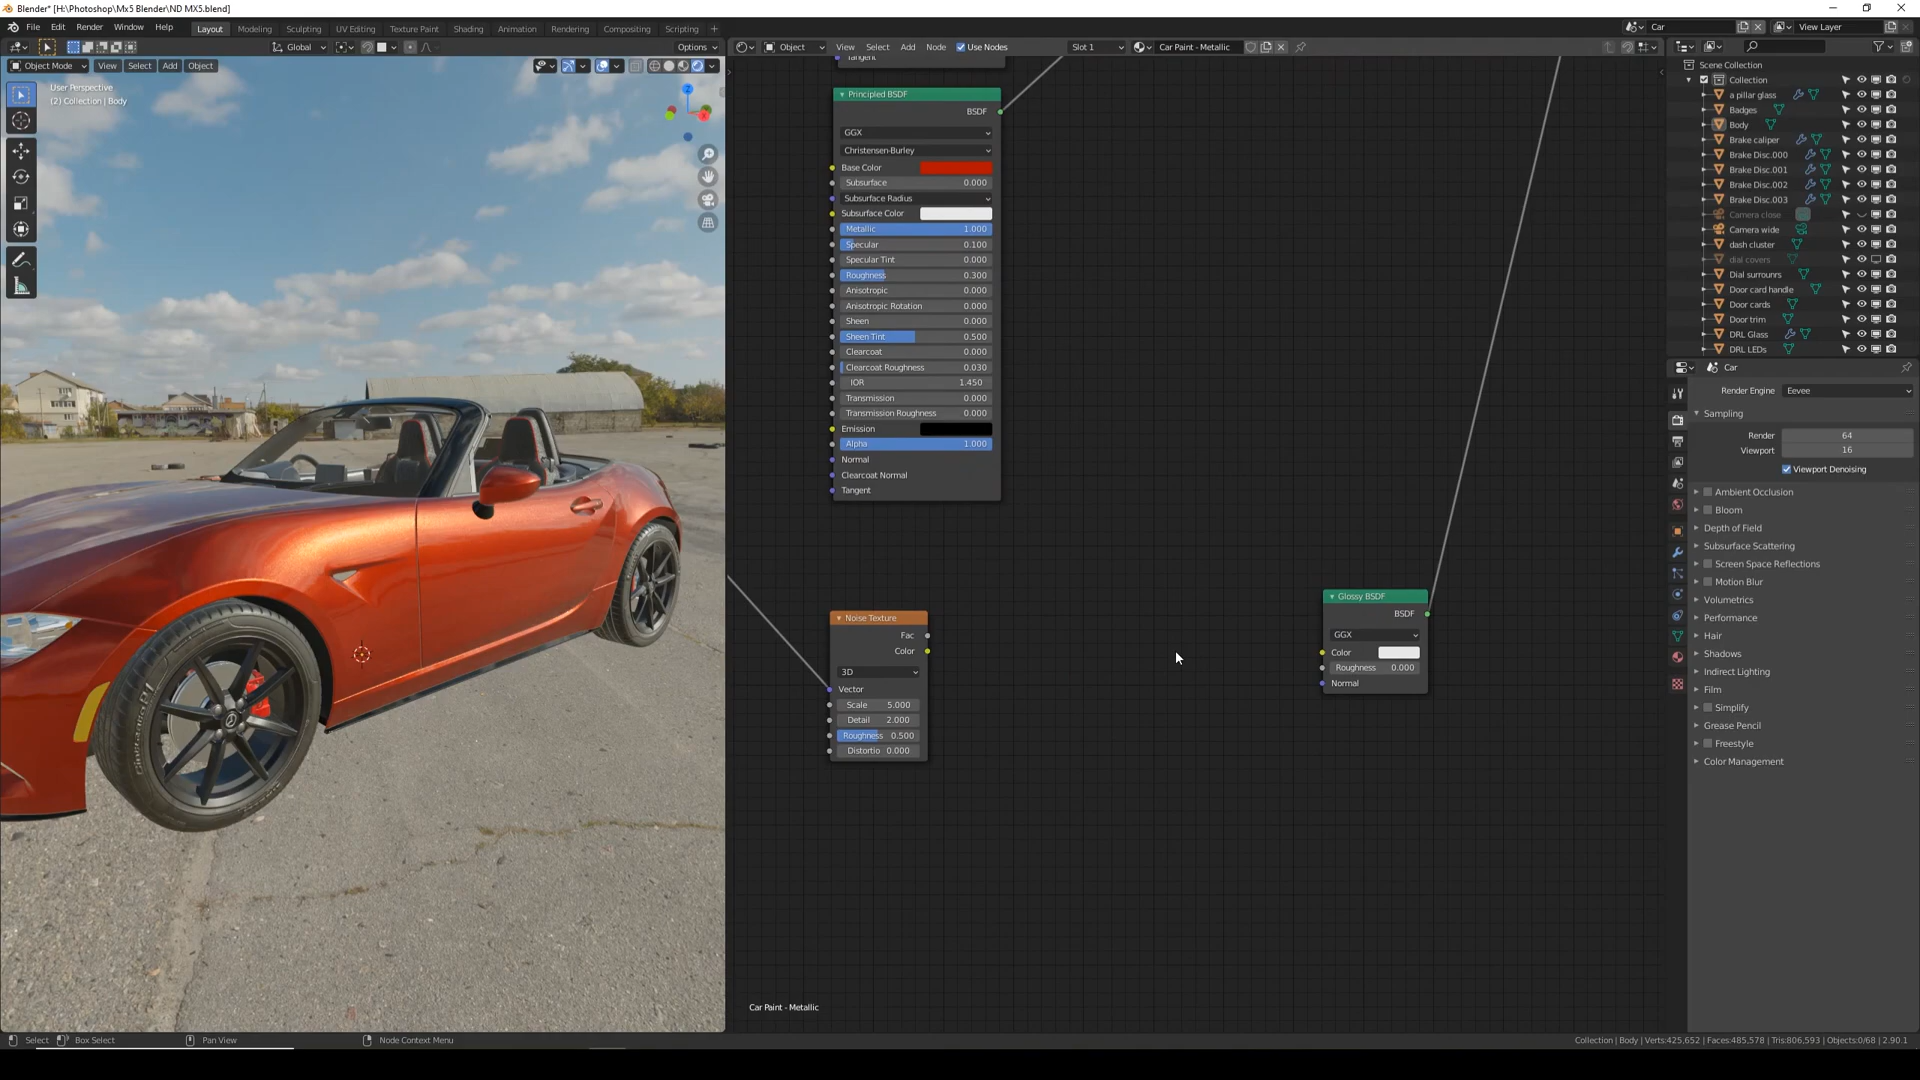 Blender* [H:\Photoshop\Mx5 Blender\ND MX5.blend]
File Edit Render Window Help Layout Modeling Sculpting UV Editing Texture Paint Shading Animation Rendering Compositing Scripting + Car View Layer
Global Options Object View Select Add Node Use Nodes Slot 1 Car Paint - Metallic
Object Mode View Select Add Object
User Perspective
(2) Collection | Body
Tangent
Principled BSDF
BSDF
GGX
Christensen-Burley
Base Color
Subsurface 0.000
Subsurface Radius
Subsurface Color
Metallic 1.000
Specular 0.100
Specular Tint 0.000
Roughness 0.300
Anisotropic 0.000
Anisotropic Rotation 0.000
Sheen 0.000
Sheen Tint 0.500
Clearcoat 0.000
Clearcoat Roughness 0.030
IOR 1.450
Transmission 0.000
Transmission Roughness 0.000
Emission
Alpha 1.000
Normal
Clearcoat Normal
Tangent
Noise Texture
Fac
Color
3D
Vector
Scale 5.000
Detail 2.000
Roughness 0.500
Distortio 0.000
Glossy BSDF
BSDF
GGX
Color
Roughness 0.000
Normal
Car Paint - Metallic
Scene Collection
Collection
a pillar glass
Badges
Body
Brake caliper
Brake Disc.000
Brake Disc.001
Brake Disc.002
Brake Disc.003
Camera close
Camera wide
dash cluster
dial covers
Dial surrounrs
Door card handle
Door cards
Door trim
DRL Glass
DRL LEDs
Car
Render Engine Eevee
Sampling
Render 64
Viewport 16
Viewport Denoising
Ambient Occlusion
Bloom
Depth of Field
Subsurface Scattering
Screen Space Reflections
Motion Blur
Volumetrics
Performance
Hair
Shadows
Indirect Lighting
Film
Simplify
Grease Pencil
Freestyle
Color Management
Select Box Select Pan View Node Context Menu Collection | Body | Verts:425,652 | Faces:485,578 | Tris:806,593 | Objects:0/68 | 2.90.1